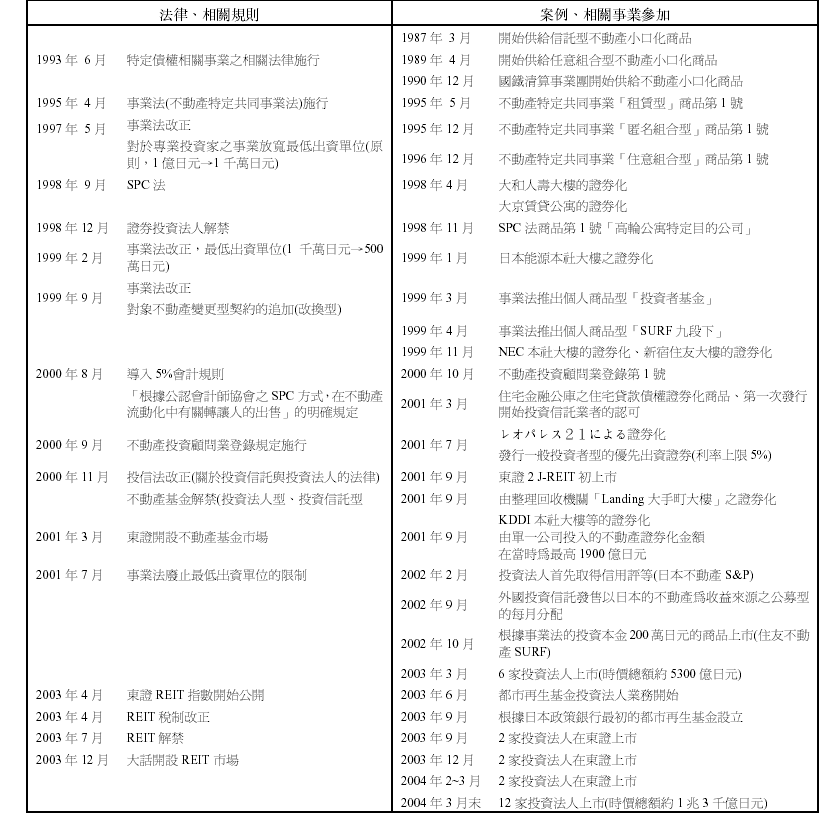 法律、相關規則
案例、相關事業參加
1987 年 3 月 開始供給信託型不動產小口化商品
1993 年 6 月 特定債權相關事業之相關法律施行
1989 年 4 月 開始供給任意組合型不動產小口化商品
1990 年 12 月 國鐵清算事業團開始供給不動產小口化商品
1995 年 4 月 事業法(不動產特定共同事業法)施行
1995 年 5 月 不動產特定共同事業「租賃型」商品第 1 號
1997 年 5 月 事業法改正
對於專業投資家之事業放寬最低出資單位(原
則，1 億日元→1 千萬日元)
1995 年 12 月 不動產特定共同事業「匿名組合型」商品第 1 號
1996 年 12 月 不動產特定共同事業「住意組合型」商品第 1 號
1998 年 9 月 SPC 法
1998 年 4 月 大和人壽大樓的證券化
大京賃貸公寓的證券化
1998 年 12 月 證券投資法人解禁
1998 年 11 月 SPC 法商品第 1 號「高輪公寓特定目的公司」
1999 年 2 月 事業法改正，最低出資單位(1 千萬日元→500
萬日元)
1999 年 1 月 日本能源本社大樓之證券化
1999 年 9 月 事業法改正
對象不動產變更型契約的追加(改換型)
1999 年 3 月 事業法推出個人商品型「投資者基金」
1999 年 4 月 事業法推出個人商品型「SURF 九段下」
1999 年 11 月 NEC 本社大樓的證券化、新宿住友大樓的證券化
2000 年 8 月 導入 5%會計規則
「根據公認會計師協會之 SPC 方式，在不動產
流動化中有關轉讓人的出售」的明確規定
2000 年 10 月 不動產投資顧問業登錄第 1 號
2001 年 3 月 住宅金融公庫之住宅貸款債權證券化商品、第一次發行
開始投資信託業者的認可
2000 年 9 月 不動產投資顧問業登錄規定施行
2001 年 7 月 レオパレス２１による證券化
發行一般投資者型的優先出資證券(利率上限 5%)
2000 年 11 月 投信法改正(關於投資信託與投資法人的法律)
不動產基金解禁(投資法人型、投資信託型
2001 年 9 月 東證 2 J-REIT 初上市
2001 年 9 月 由整理回收機關「Landing 大手町大樓」之證券化
KDDI 本社大樓等的證券化
2001 年 3 月 東證開設不動產基金市場
2001 年 9 月 由單一公司投入的不動產證券化金額
在當時為最高 1900 億日元
2001 年 7 月 事業法廢止最低出資單位的限制
2002 年 2 月 投資法人首先取得信用評等(日本不動產 S&P)
2002 年 9 月 外國投資信託發售以日本的不動產為收益來源之公募型
的每月分配
2002 年 10 月 根據事業法的投資本金 200 萬日元的商品上市(住友不動
產 SURF)
2003 年 3 月 6 家投資法人上市(時價總額約 5300 億日元)
2003 年 4 月 東證 REIT 指數開始公開
2003 年 6 月 都市再生基金投資法人業務開始
2003 年 4 月 REIT 稅制改正
2003 年 9 月 根據日本政策銀行最初的都市再生基金設立
2003 年 7 月 REIT 解禁
2003 年 9 月 2 家投資法人在東證上市
2003 年 12 月 大話開設 REIT 市場
2003 年 12 月 2 家投資法人在東證上市
2004 年 2~3 月 2 家投資法人在東證上市
2004 年 3 月末 12 家投資法人上市(時價總額約 1 兆 3 千億日元)